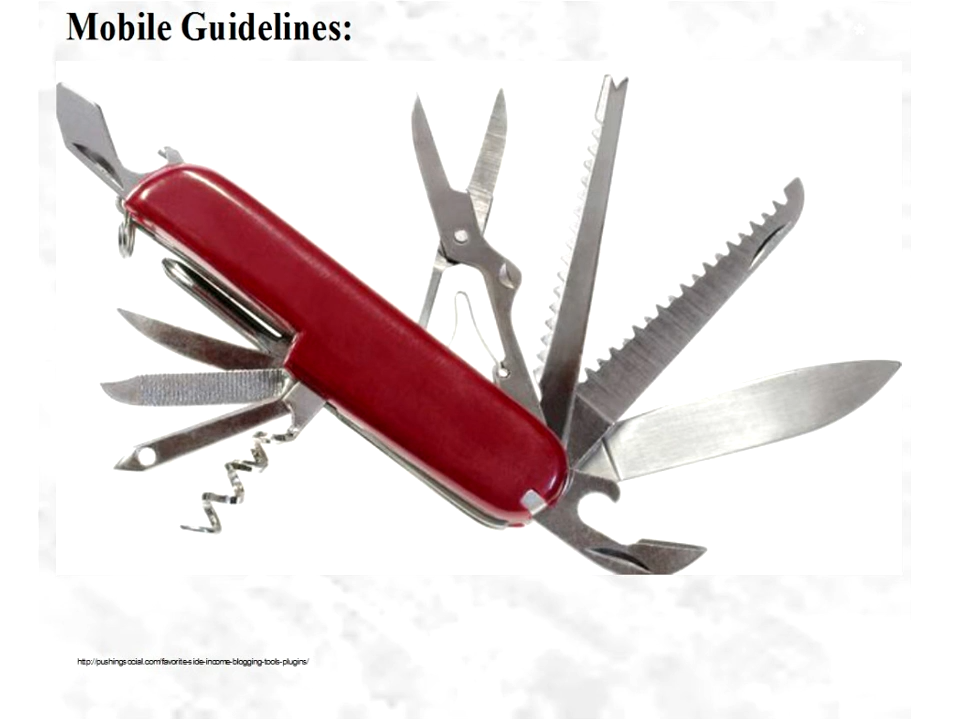 Mobile Guidelines:
http://pushingsocial.com/favorite-side-income-blogging-tools-plugins/